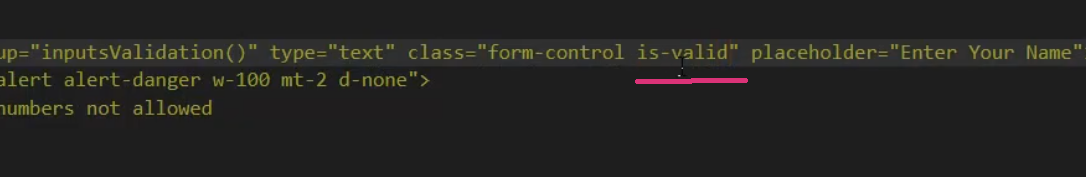 up="inputsValidation()" type="text" class="form-control is-valid" placeholder="Enter Your Name"
alert alert-danger w-100 mt-2 d-none">
numbers not allowed